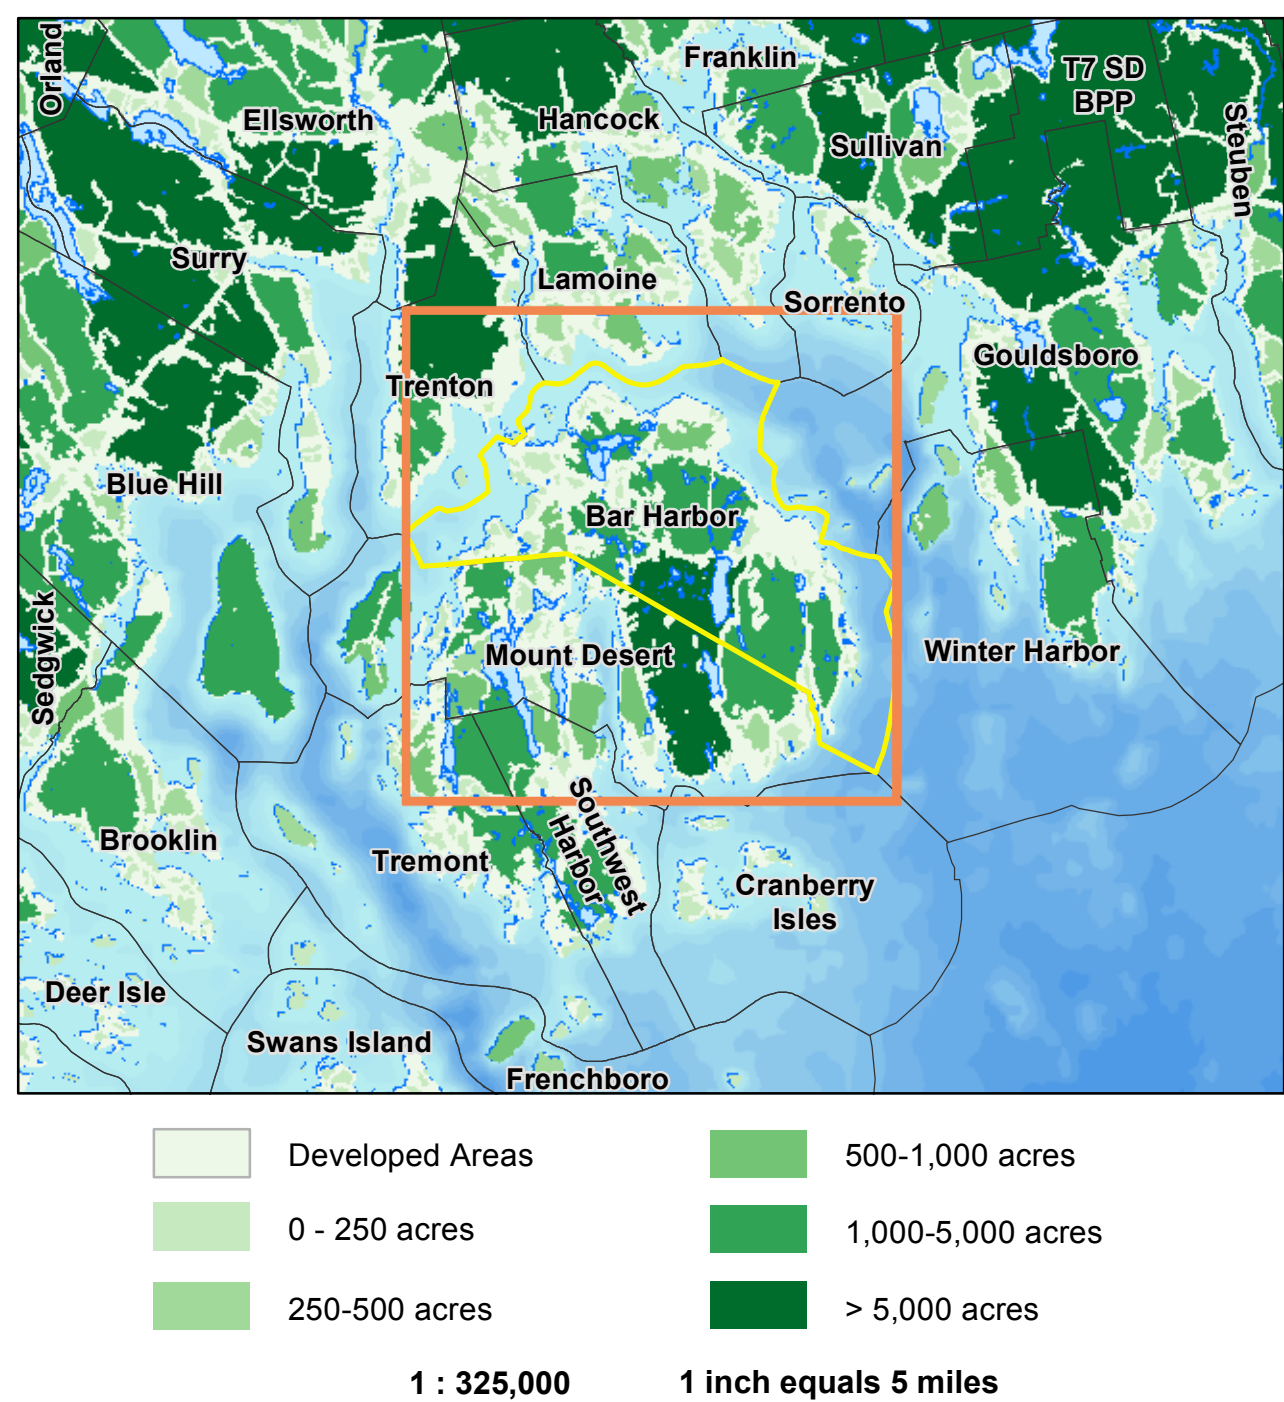 Orland
Franklin
T7 SD
BPP
Ellsworth
Hancock
Sullivan
Steuben
Surry
Lamoine
Sorrento
Gouldsboro
Trenton
Blue Hill
Bar Harbor
Sedgwick
Mount Desert
Winter Harbor
Brooklin
Tremont
Southwest
Harbor
Cranberry
Isles
Deer Isle
Swans Island
Frenchboro
Developed Areas
500-1,000 acres
0 - 250 acres
1,000-5,000 acres
250-500 acres
> 5,000 acres
1 : 325,000
1 inch equals 5 miles